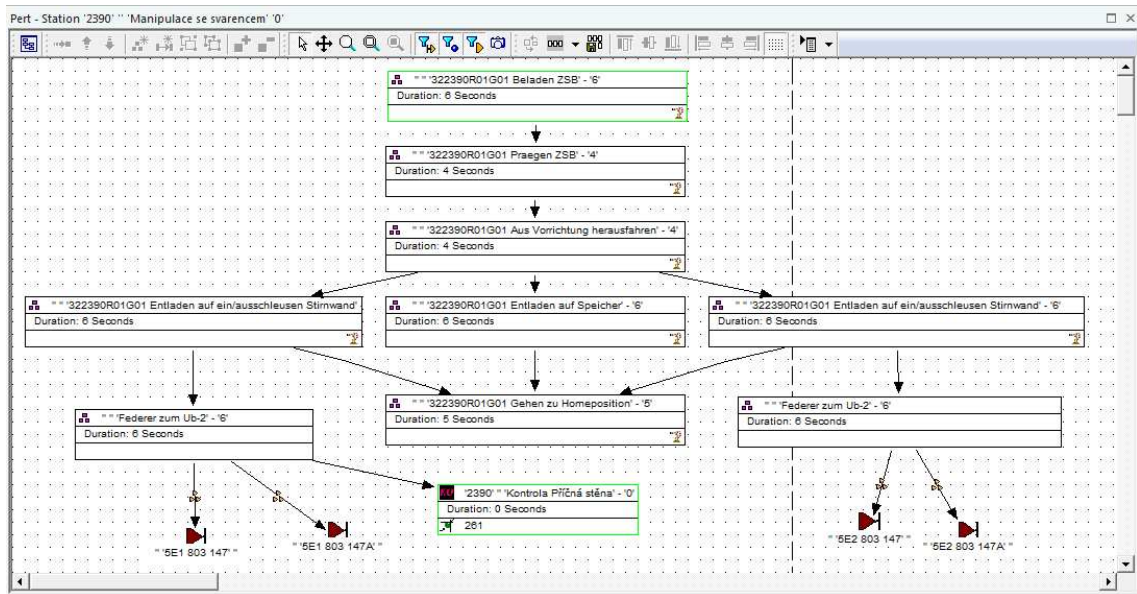 Pert - Station '2390' '' 'Manipulace se svarencem' '0'
" " '322390R01G01 Beladen ZSB' - '6'
Duration: 6 Seconds
" " '322390R01G01 Praegen ZSB' - '4'
Duration: 4 Seconds
" " '322390R01G01 Aus Vorrichtung herausfahren' - '4'
Duration: 4 Seconds
" " '322390R01G01 Entladen auf ein/ausschleusen Stirnwand'
Duration: 6 Seconds
" " '322390R01G01 Entladen auf Speicher' - '6'
Duration: 6 Seconds
" " '322390R01G01 Entladen auf ein/ausschleusen Stirnwand' - '6'
Duration: 6 Seconds
" " 'Federer zum Ub-2' - '6'
Duration: 6 Seconds
" " '322390R01G01 Gehen zu Homeposition' - '5'
Duration: 5 Seconds
" " 'Federer zum Ub-2' - '6'
Duration: 6 Seconds
'2390' '' 'Kontrola Příčná stěna' - '0'
Duration: 0 Seconds
261
" '5E1 803 147' "
" '5E1 803 147A' "
" '5E2 803 147' "
" '5E2 803 147A' "